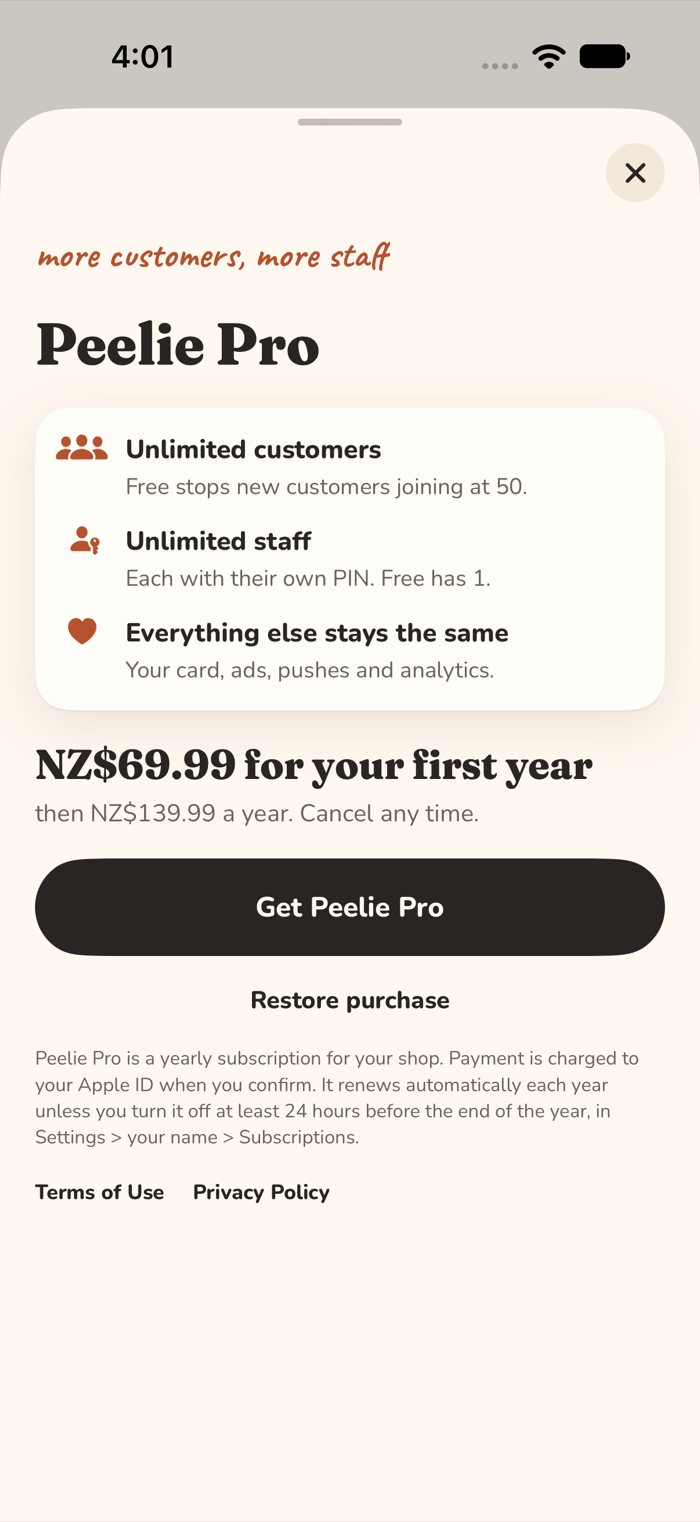 4:01
more customers, more staff
Peelie Pro
Unlimited customers
Free stops new customers joining at 50.
Unlimited staff
Each with their own PIN. Free has 1.
Everything else stays the same
Your card, ads, pushes and analytics.
NZ$69.99 for your first year
then NZ$139.99 a year. Cancel any time.
Get Peelie Pro
Restore purchase
Peelie Pro is a yearly subscription for your shop. Payment is charged to
your Apple ID when you confirm. It renews automatically each year
unless you turn it off at least 24 hours before the end of the year, in
Settings > your name > Subscriptions.
Terms of Use Privacy Policy